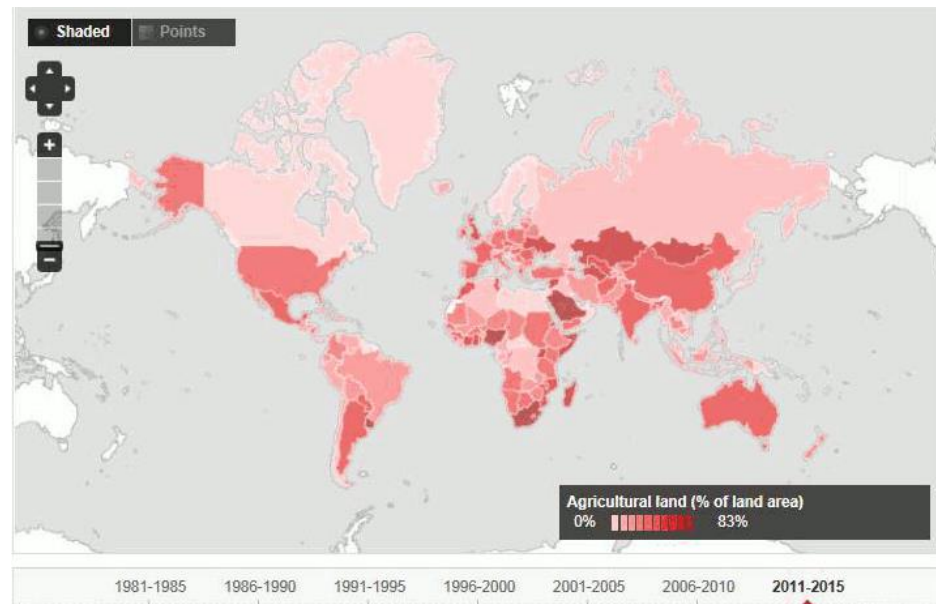 Shaded Points
+
−
Agricultural land (% of land area)
0% 83%
1981-1985 1986-1990 1991-1995 1996-2000 2001-2005 2006-2010 2011-2015